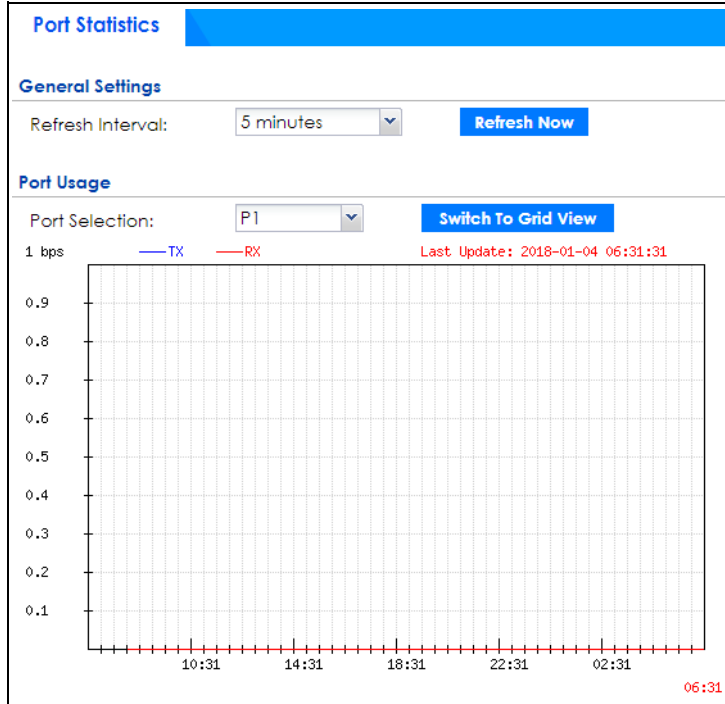 Port Statistics
General Settings
Refresh Interval: 5 minutes Refresh Now
Port Usage
Port Selection: P1 Switch To Grid View
1 bps TX RX Last Update: 2018-01-04 06:31:31
0.9
0.8
0.7
0.6
0.5
0.4
0.3
0.2
0.1
10:31 14:31 18:31 22:31 02:31
06:31